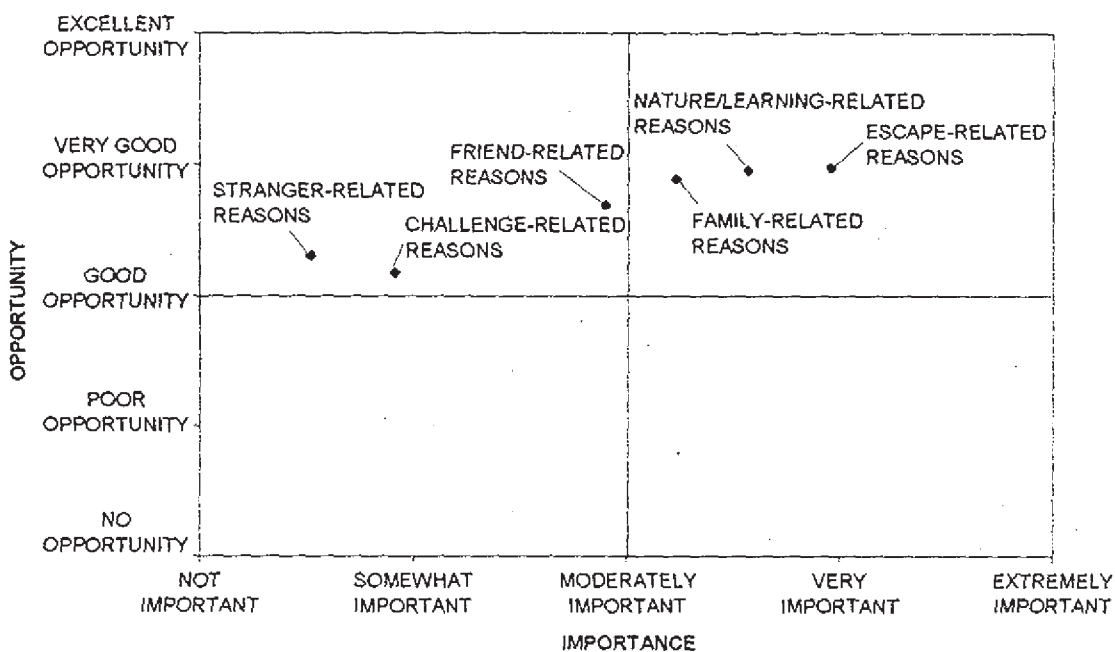 EXCELLENT
OPPORTUNITY
VERY GOOD
OPPORTUNITY
GOOD
OPPORTUNITY
POOR
OPPORTUNITY
NO
OPPORTUNITY
OPPORTUNITY
NATURE/LEARNING-RELATED
REASONS
ESCAPE-RELATED
REASONS
FRIEND-RELATED
REASONS
STRANGER-RELATED
REASONS
CHALLENGE-RELATED
REASONS
FAMILY-RELATED
REASONS
NOT
IMPORTANT
SOMEWHAT
IMPORTANT
MODERATELY
IMPORTANT
VERY
IMPORTANT
EXTREMELY
IMPORTANT
IMPORTANCE